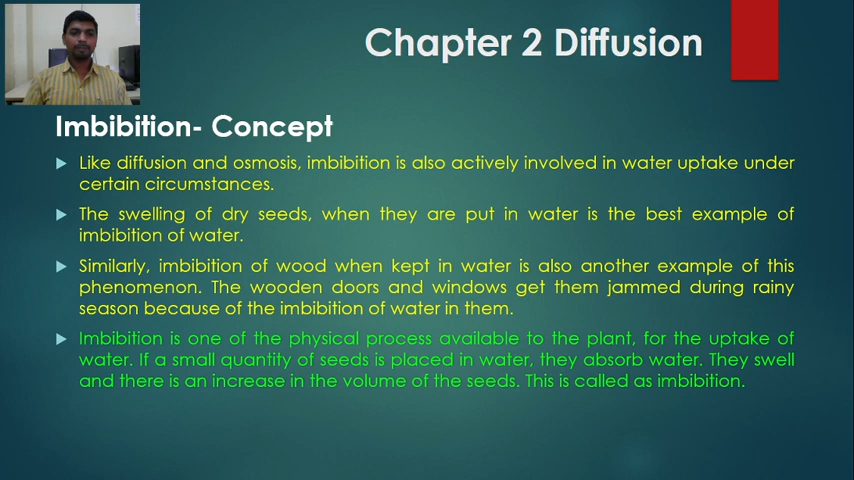 Chapter 2 Diffusion
Imbibition- Concept
Like diffusion and osmosis, imbibition is also actively involved in water uptake under
certain circumstances.
The swelling of dry seeds, when they are put in water is the best example of
imbibition of water.
Similarly, imbibition of wood when kept in water is also another example of this
phenomenon. The wooden doors and windows get them jammed during rainy
season because of the imbibition of water in them.
Imbibition is one of the physical process available to the plant, for the uptake of
water. If a small quantity of seeds is placed in water, they absorb water. They swell
and there is an increase in the volume of the seeds. This is called as imbibition.